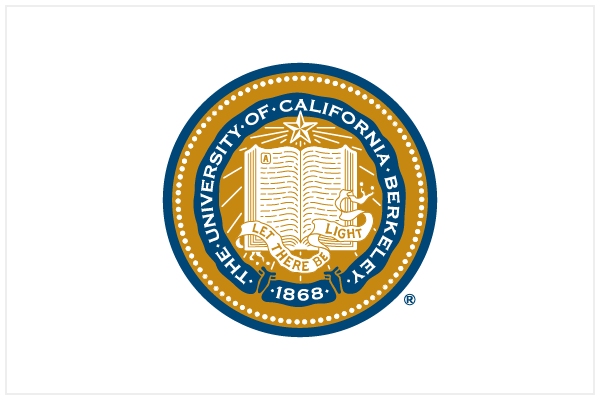 THE · UNIVERSITY · OF · CALIFORNIA · BERKELEY
A
LET THERE BE LIGHT
· 1868 ·
®